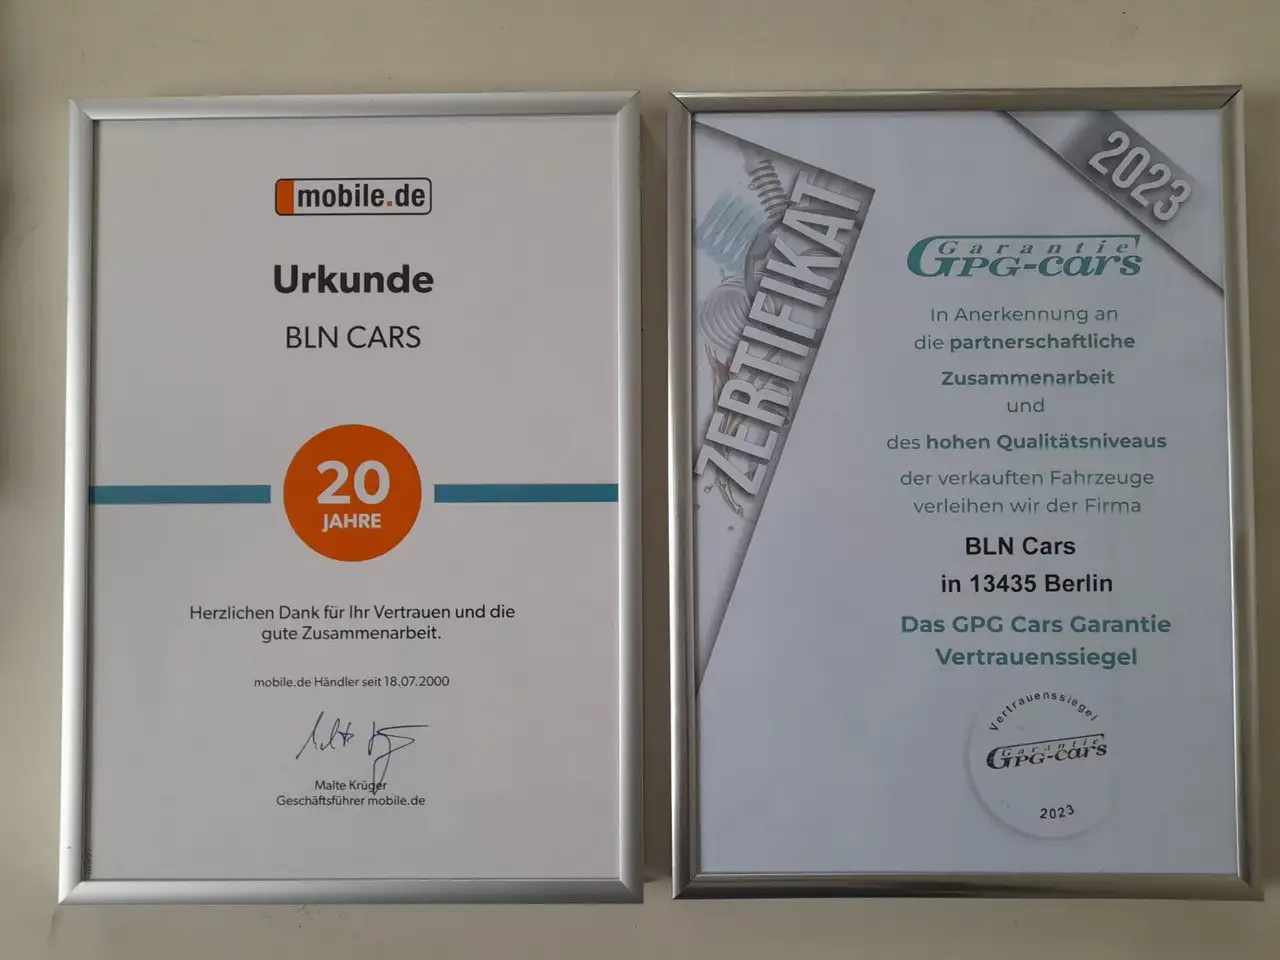 mobile.de
Urkunde
BLN CARS
20
JAHRE
Herzlichen Dank für Ihr Vertrauen und die
gute Zusammenarbeit.
mobile.de Händler seit 18.07.2000
Malte Krüger
Geschäftsführer mobile.de
2023
ZERTIFIKAT
Garantie
GPG-cars
In Anerkennung an
die partnerschaftliche
Zusammenarbeit
und
des hohen Qualitätsniveaus
der verkauften Fahrzeuge
verleihen wir der Firma
BLN Cars
in 13435 Berlin
Das GPG Cars Garantie
Vertrauenssiegel
Vertrauenssiegel
Garantie
GPG-cars
2023